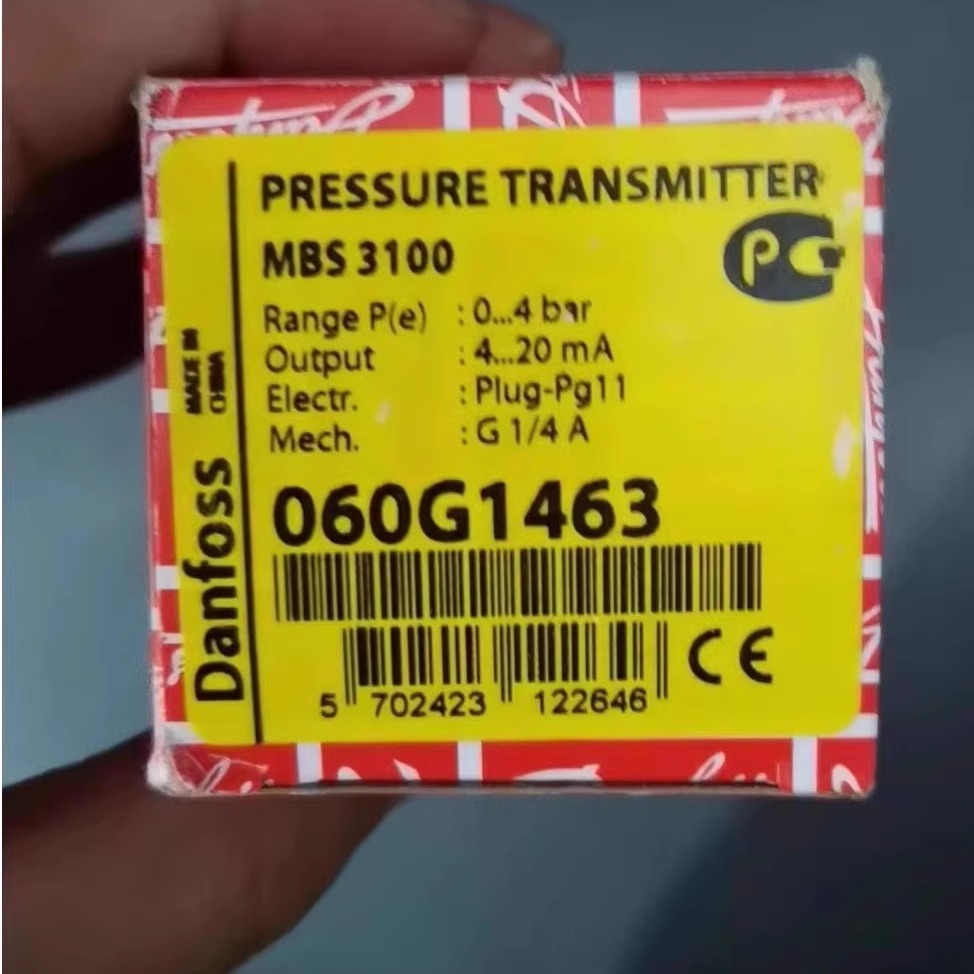 PRESSURE TRANSMITTER
MBS 3100
Range P(e) : 0...4 bar
Output : 4...20 mA
Electr. : Plug-Pg11
Mech. : G 1/4 A
060G1463
5 702423 122646
CE
MADE IN
CHINA
Danfoss